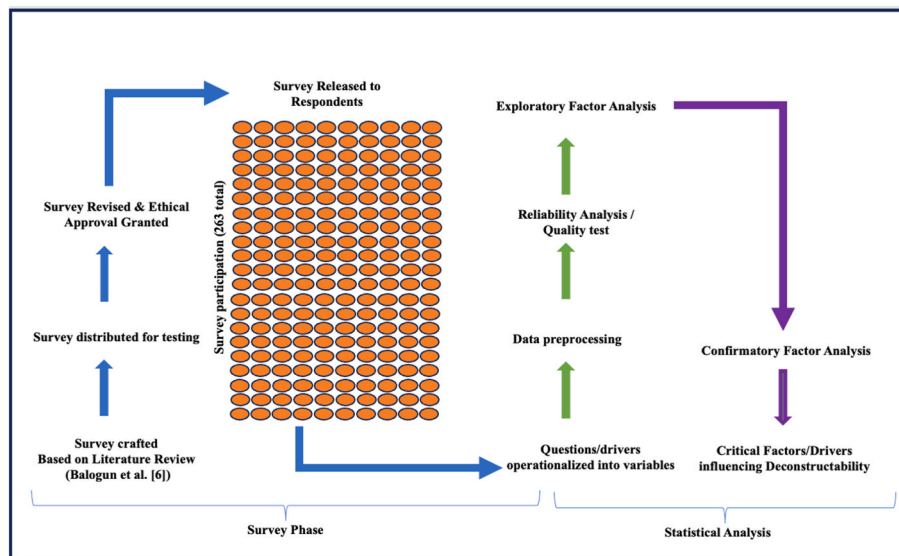 Survey Released to
Respondents
Survey participation (263 total)
Survey Revised & Ethical
Approval Granted
Survey distributed for testing
Survey crafted
Based on Literature Review
(Balogun et al. [6])
Survey Phase
Exploratory Factor Analysis
Reliability Analysis /
Quality test
Data preprocessing
Questions/drivers
operationalized into variables
Confirmatory Factor Analysis
Critical Factors/Drivers
influencing Deconstructability
Statistical Analysis